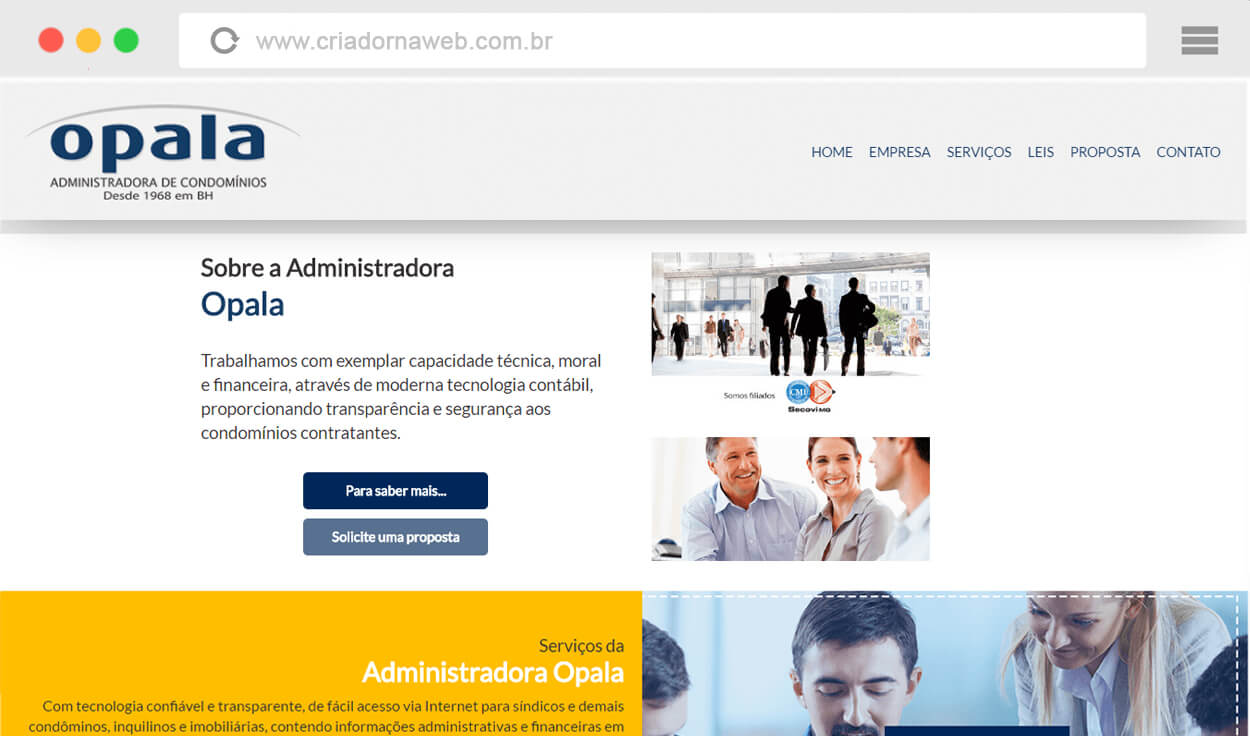 www.criadornaweb.com.br
opala
ADMINISTRADORA DE CONDOMÍNIOS
Desde 1968 em BH
HOME EMPRESA SERVIÇOS LEIS PROPOSTA CONTATO
Sobre a Administradora
Opala
Trabalhamos com exemplar capacidade técnica, moral
e financeira, através de moderna tecnologia contábil,
proporcionando transparência e segurança aos
condomínios contratantes.
Para saber mais...
Solicite uma proposta
Somos filiados
CMI
SecoviMG
Serviços da
Administradora Opala
Com tecnologia confiável e transparente, de fácil acesso via Internet para síndicos e demais
condôminos, inquilinos e imobiliárias, contendo informações administrativas e financeiras em